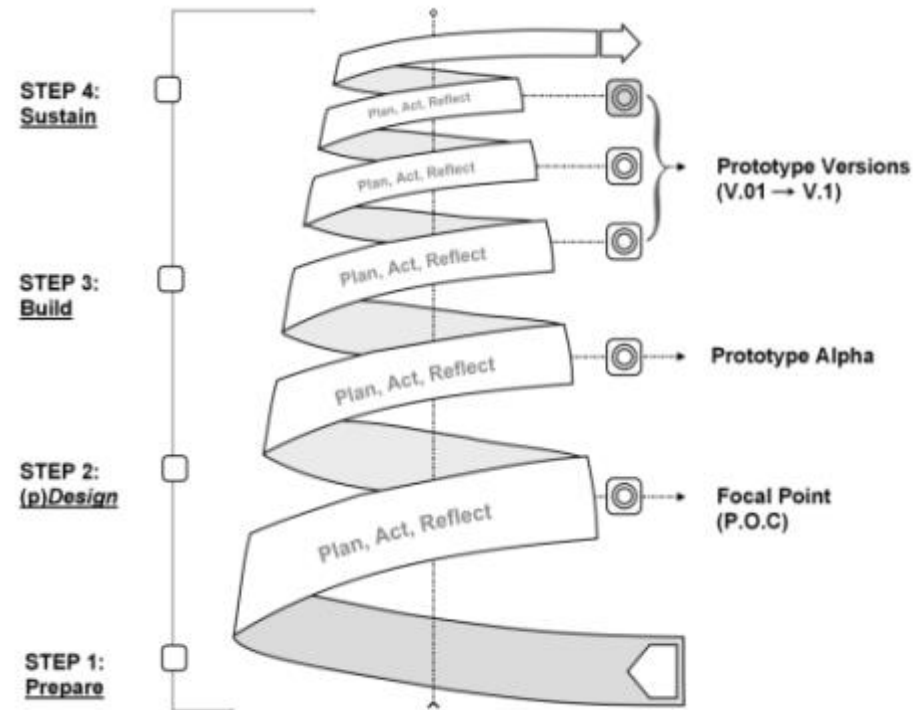 STEP 4:
Sustain
Plan, Act, Reflect
Plan, Act, Reflect
Prototype Versions
(V.01 → V.1)
STEP 3:
Build
Plan, Act, Reflect
Prototype Alpha
Plan, Act, Reflect
STEP 2:
(p)Design
Focal Point
(P.O.C)
Plan, Act, Reflect
STEP 1:
Prepare